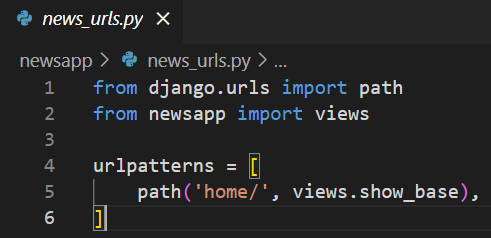 news_urls.py ×
newsapp > news_urls.py > ...
1 from django.urls import path
2 from newsapp import views
3
4 urlpatterns = [
5     path('home/', views.show_base),
6 ]